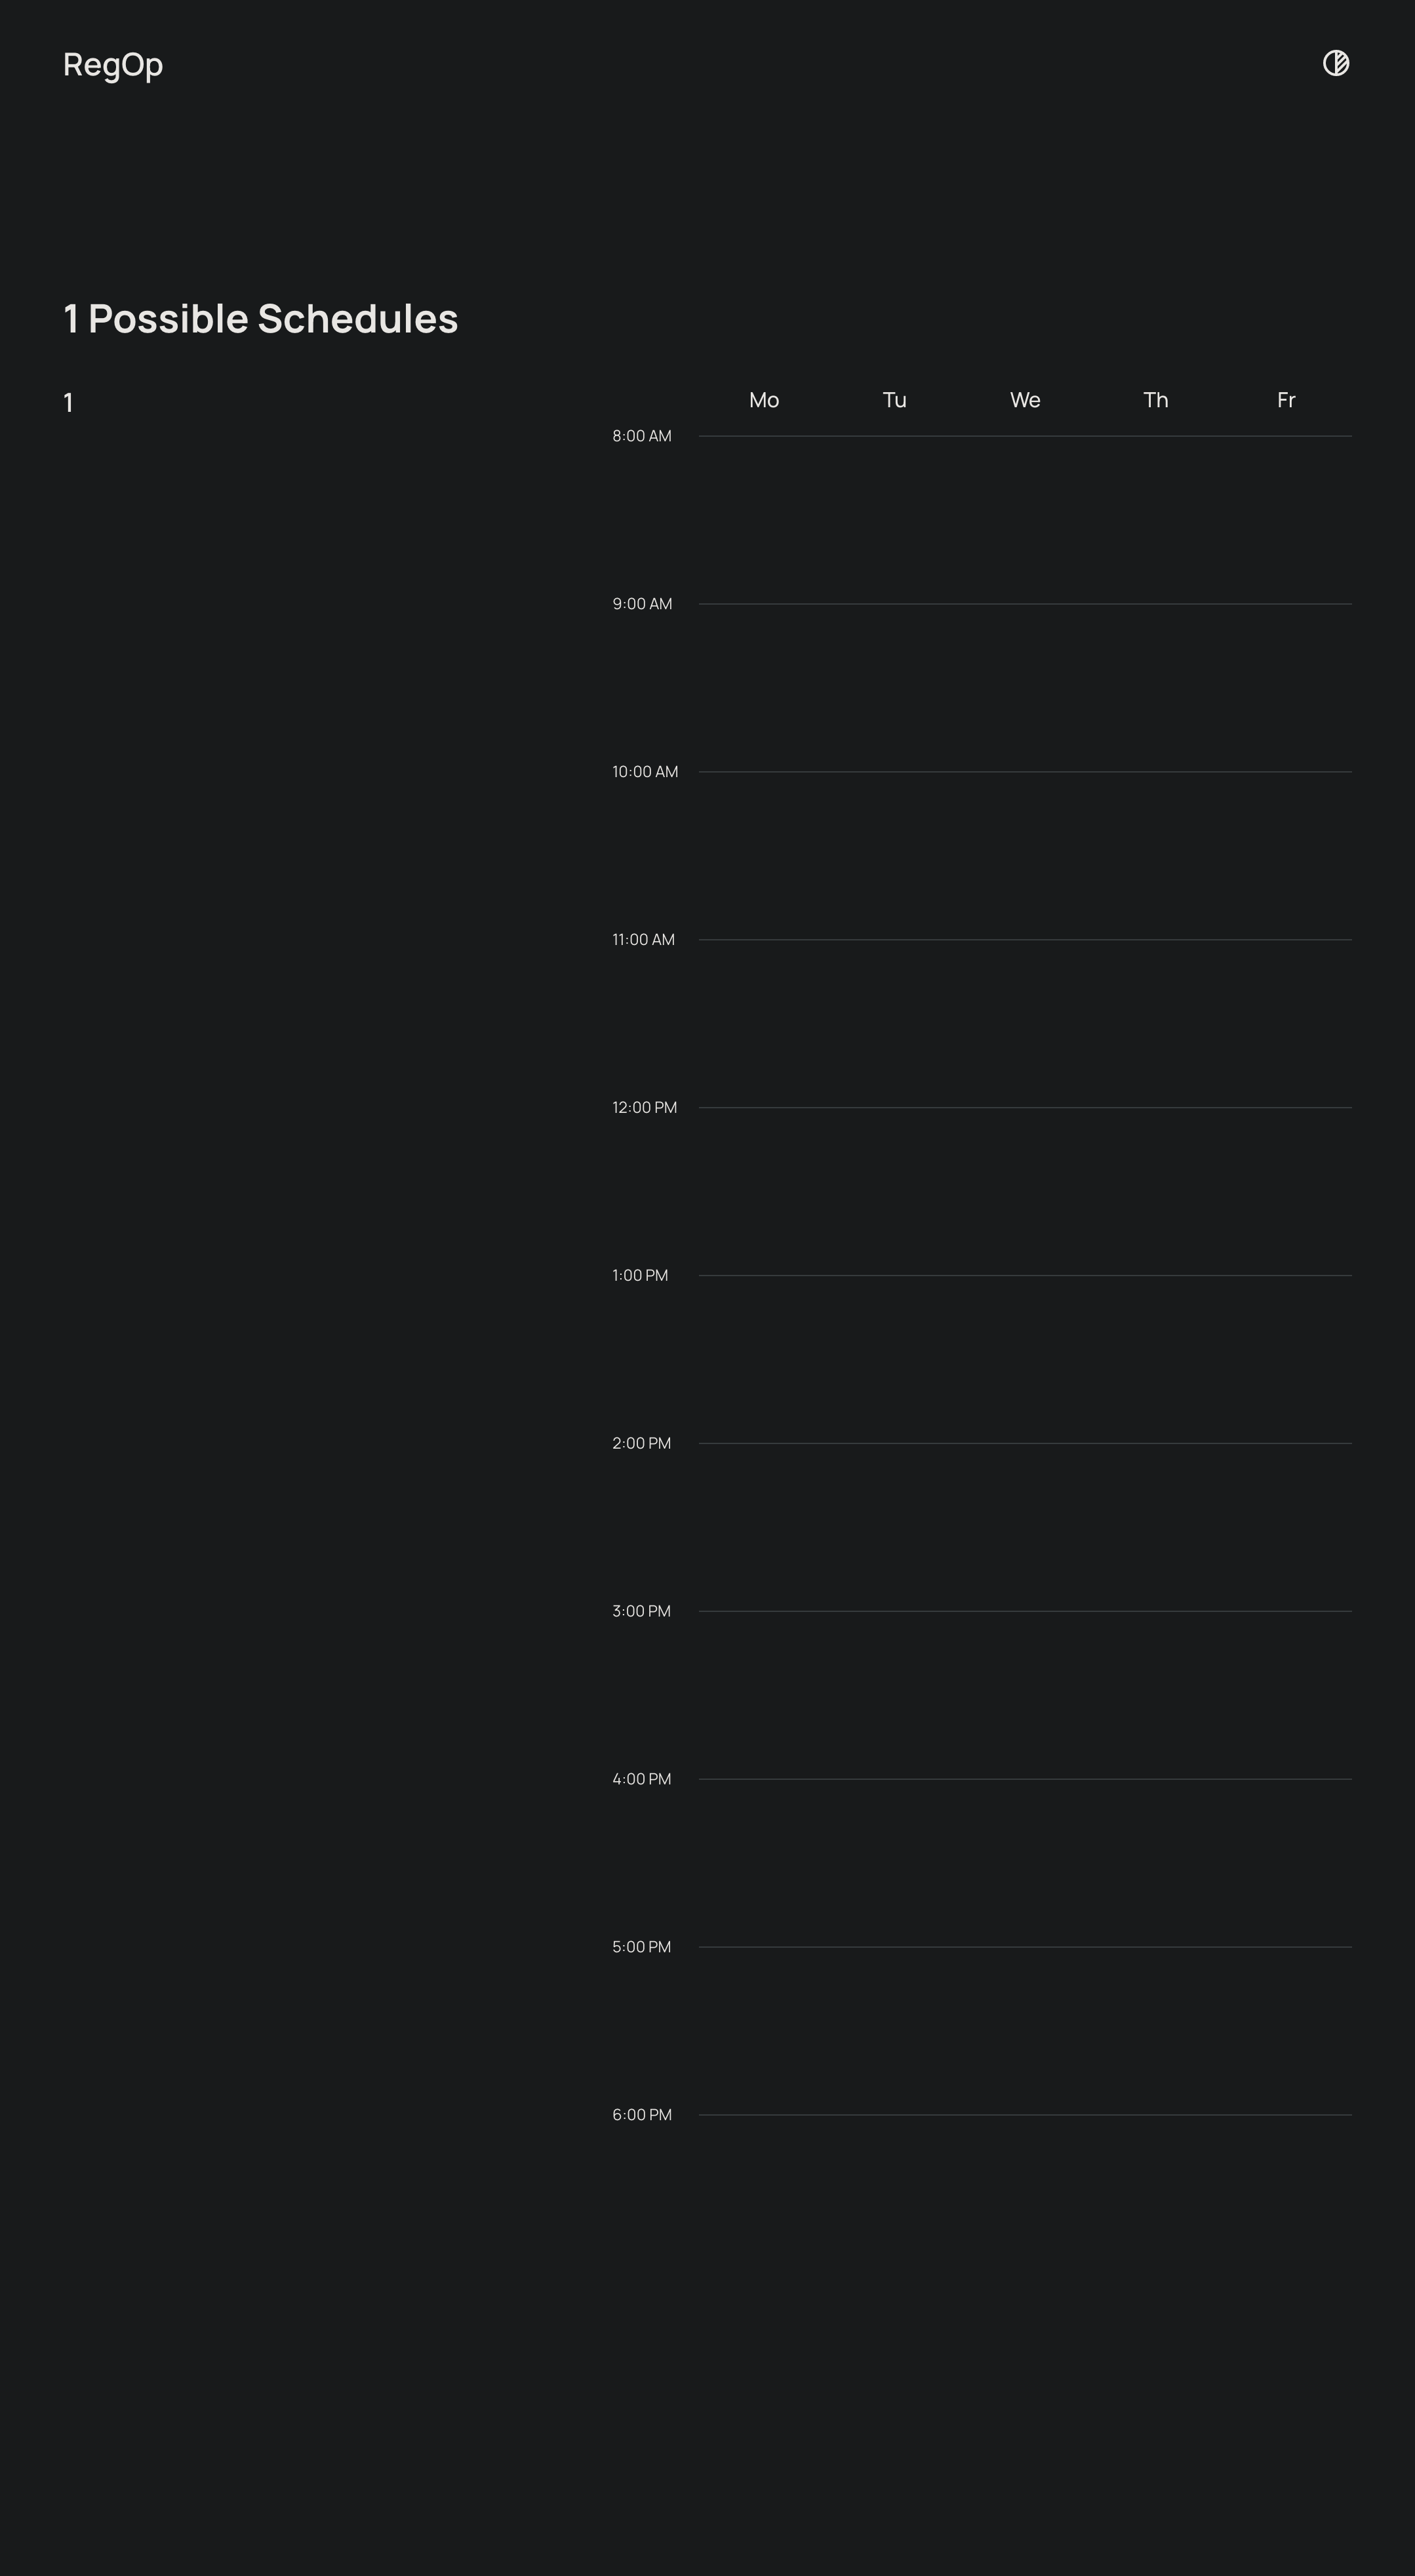 RegOp
1 Possible Schedules
1
Mo Tu We Th Fr
8:00 AM
9:00 AM
10:00 AM
11:00 AM
12:00 PM
1:00 PM
2:00 PM
3:00 PM
4:00 PM
5:00 PM
6:00 PM